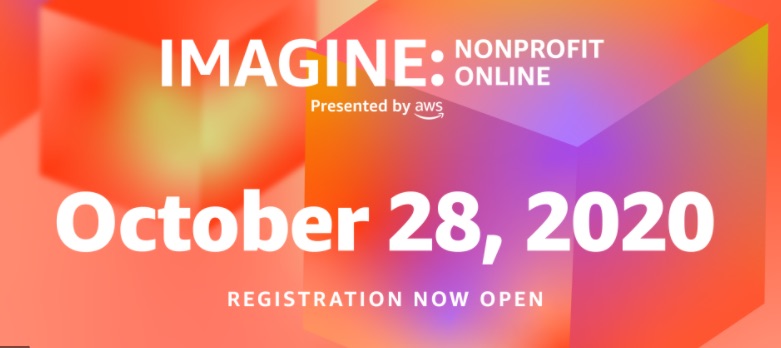 IMAGINE: NONPROFIT
ONLINE
Presented by aws
October 28, 2020
REGISTRATION NOW OPEN